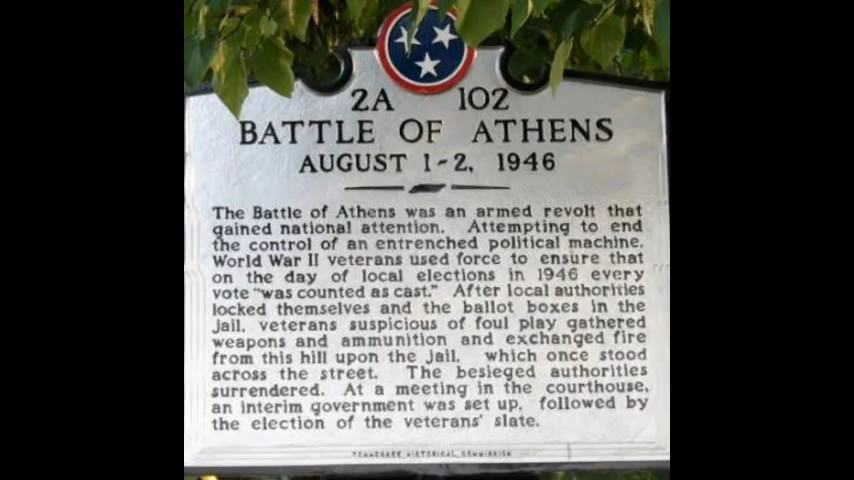 2A 102
BATTLE OF ATHENS
AUGUST 1-2, 1946
The Battle of Athens was an armed revolt that
gained national attention. Attempting to end
the control of an entrenched political machine,
World War II veterans used force to ensure that
on the day of local elections in 1946 every
vote "was counted as cast." After local authorities
locked themselves and the ballot boxes in the
jail, veterans suspicious of foul play gathered
weapons and ammunition and exchanged fire
from this hill upon the jail, which once stood
across the street. The besieged authorities
surrendered. At a meeting in the courthouse,
an interim government was set up, followed by
the election of the veterans' slate.
TENNESSEE HISTORICAL COMMISSION